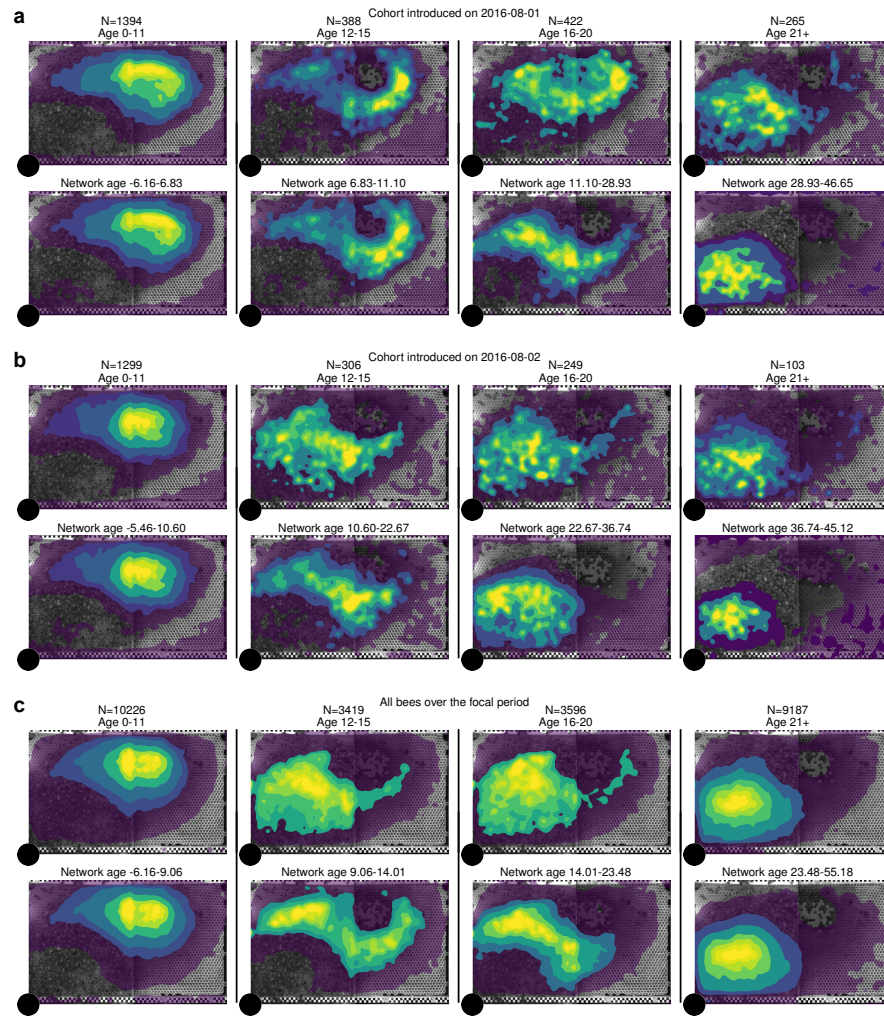 a
Cohort introduced on 2016-08-01
N=1394 N=388 N=422 N=265
Age 0-11 Age 12-15 Age 16-20 Age 21+
Network age -6.16-6.83 Network age 6.83-11.10 Network age 11.10-28.93 Network age 28.93-46.65
b
Cohort introduced on 2016-08-02
N=1299 N=306 N=249 N=103
Age 0-11 Age 12-15 Age 16-20 Age 21+
Network age -5.46-10.60 Network age 10.60-22.67 Network age 22.67-36.74 Network age 36.74-45.12
c
All bees over the focal period
N=10226 N=3419 N=3596 N=9187
Age 0-11 Age 12-15 Age 16-20 Age 21+
Network age -6.16-9.06 Network age 9.06-14.01 Network age 14.01-23.48 Network age 23.48-55.18